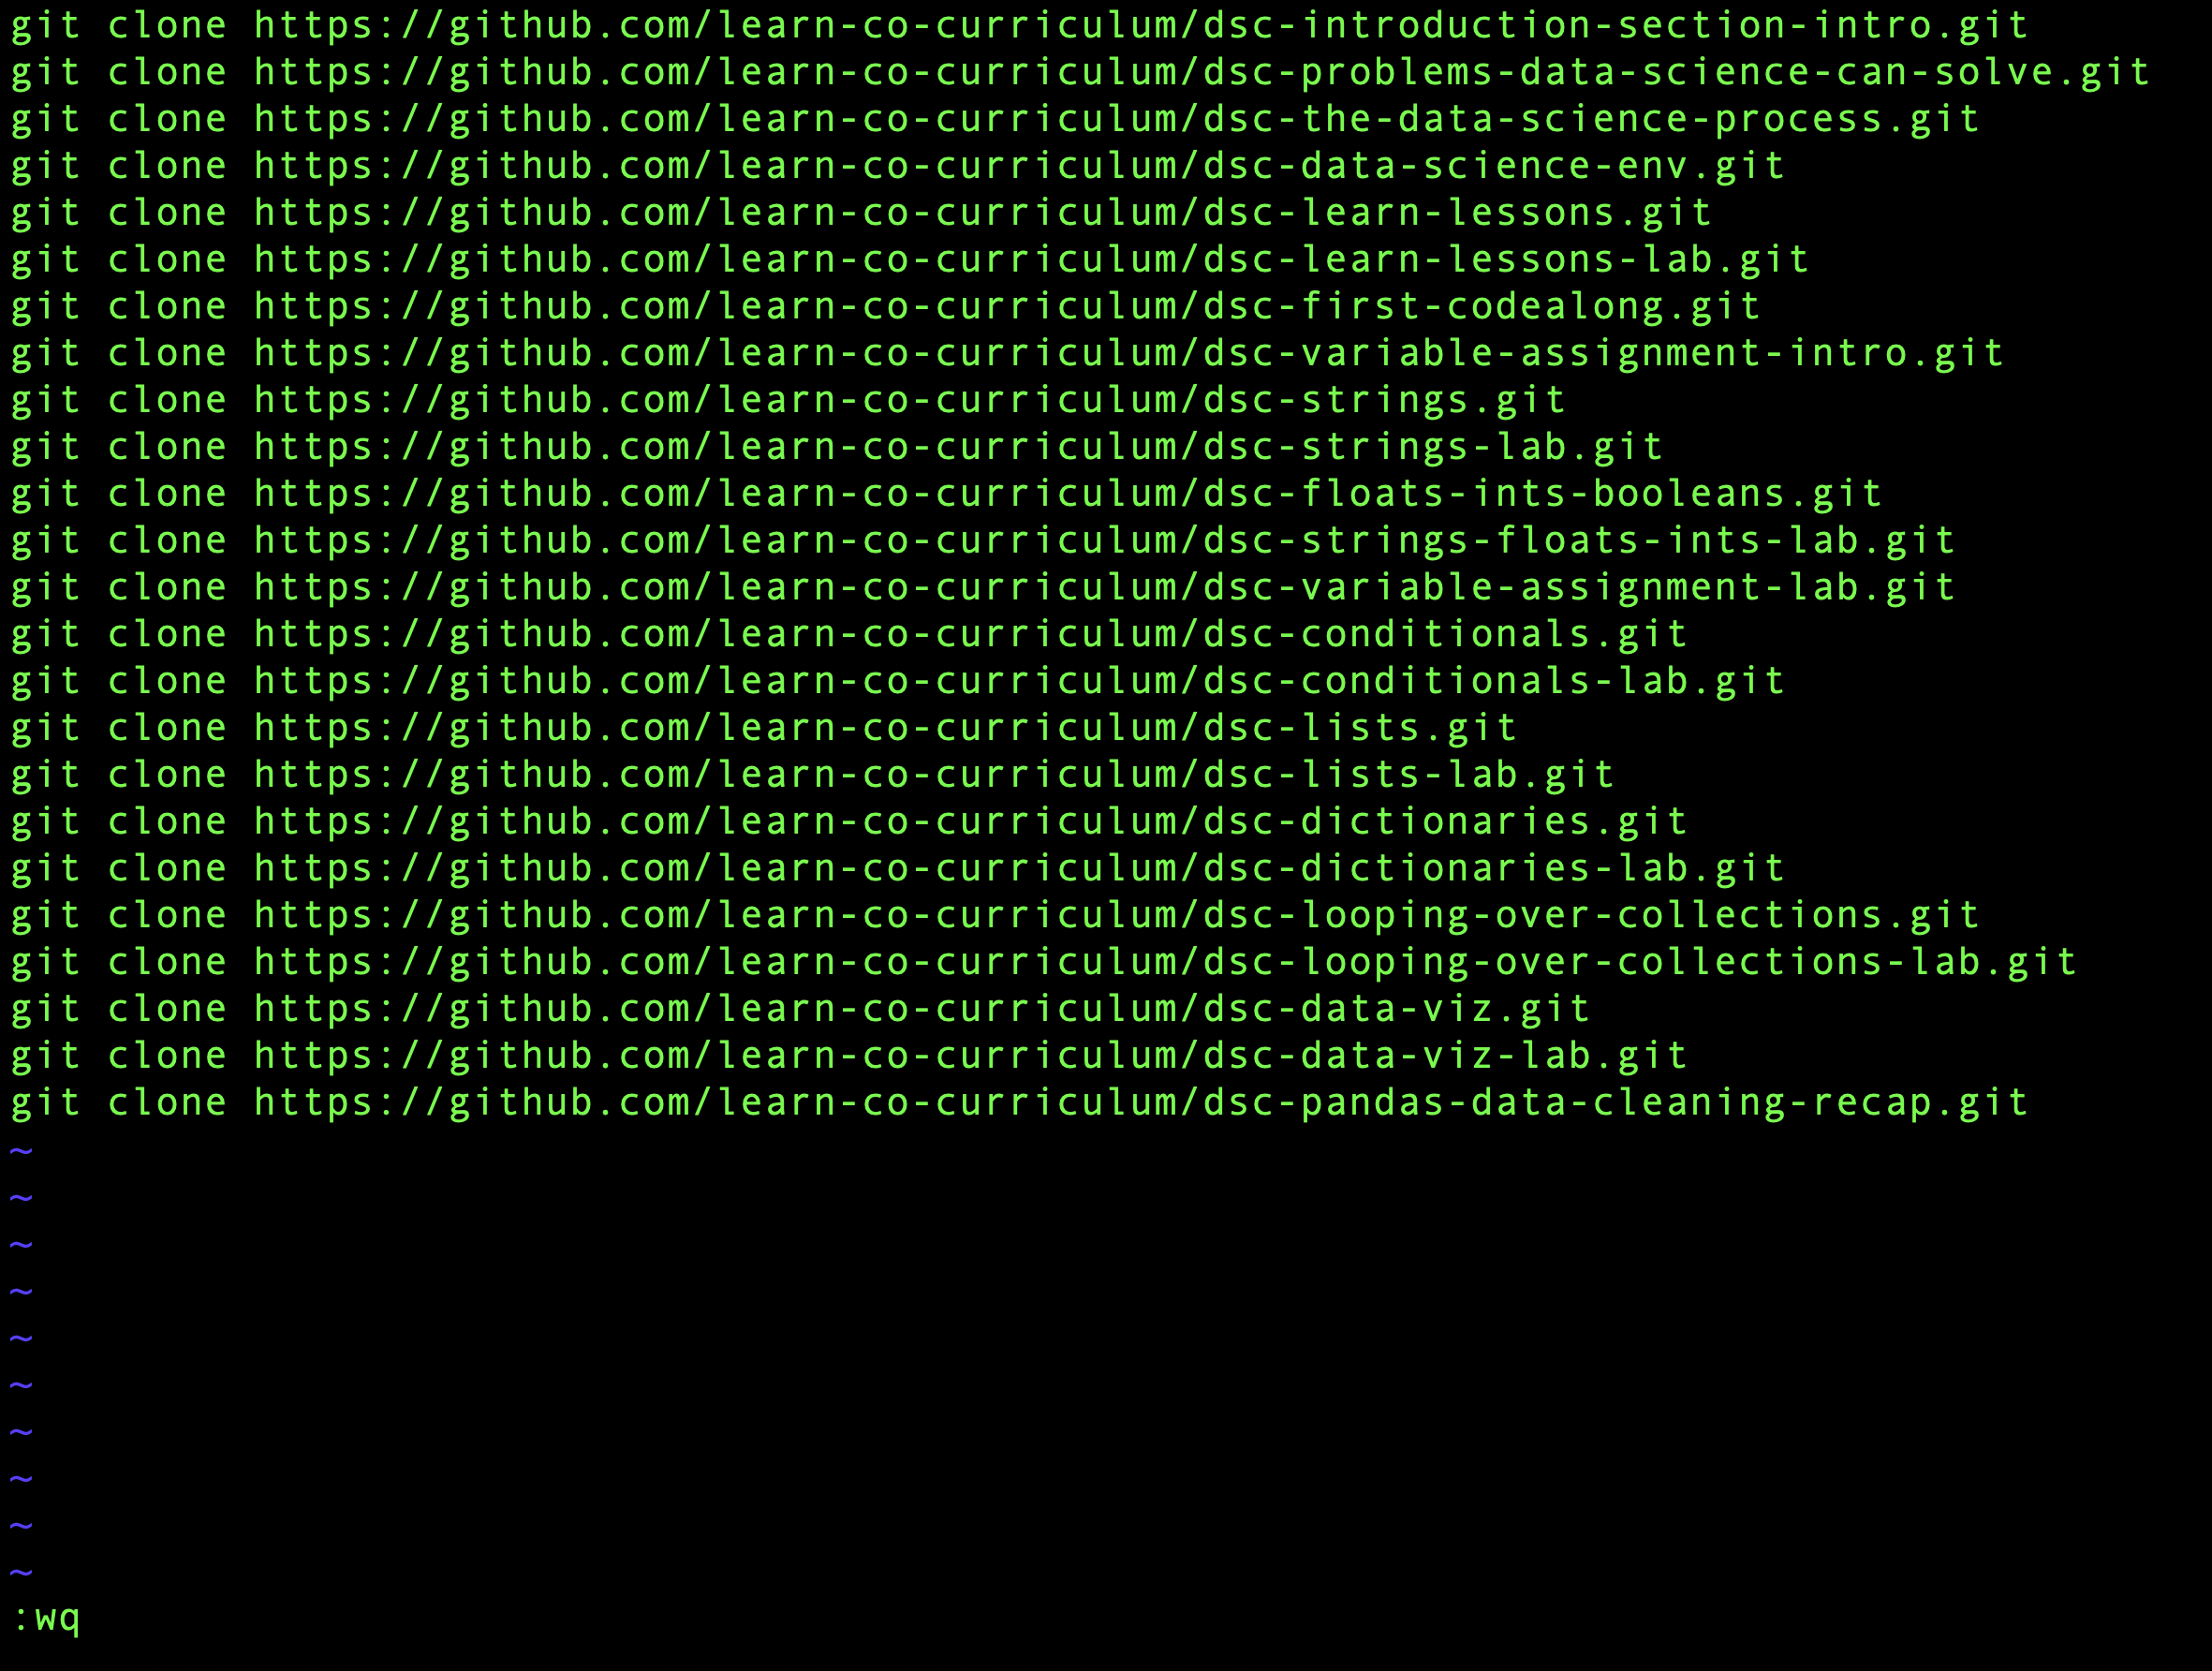 git clone https://github.com/learn-co-curriculum/dsc-introduction-section-intro.git
git clone https://github.com/learn-co-curriculum/dsc-problems-data-science-can-solve.git
git clone https://github.com/learn-co-curriculum/dsc-the-data-science-process.git
git clone https://github.com/learn-co-curriculum/dsc-data-science-env.git
git clone https://github.com/learn-co-curriculum/dsc-learn-lessons.git
git clone https://github.com/learn-co-curriculum/dsc-learn-lessons-lab.git
git clone https://github.com/learn-co-curriculum/dsc-first-codealong.git
git clone https://github.com/learn-co-curriculum/dsc-variable-assignment-intro.git
git clone https://github.com/learn-co-curriculum/dsc-strings.git
git clone https://github.com/learn-co-curriculum/dsc-strings-lab.git
git clone https://github.com/learn-co-curriculum/dsc-floats-ints-booleans.git
git clone https://github.com/learn-co-curriculum/dsc-strings-floats-ints-lab.git
git clone https://github.com/learn-co-curriculum/dsc-variable-assignment-lab.git
git clone https://github.com/learn-co-curriculum/dsc-conditionals.git
git clone https://github.com/learn-co-curriculum/dsc-conditionals-lab.git
git clone https://github.com/learn-co-curriculum/dsc-lists.git
git clone https://github.com/learn-co-curriculum/dsc-lists-lab.git
git clone https://github.com/learn-co-curriculum/dsc-dictionaries.git
git clone https://github.com/learn-co-curriculum/dsc-dictionaries-lab.git
git clone https://github.com/learn-co-curriculum/dsc-looping-over-collections.git
git clone https://github.com/learn-co-curriculum/dsc-looping-over-collections-lab.git
git clone https://github.com/learn-co-curriculum/dsc-data-viz.git
git clone https://github.com/learn-co-curriculum/dsc-data-viz-lab.git
git clone https://github.com/learn-co-curriculum/dsc-pandas-data-cleaning-recap.git
~
~
~
~
~
~
~
~
~
~
:wq